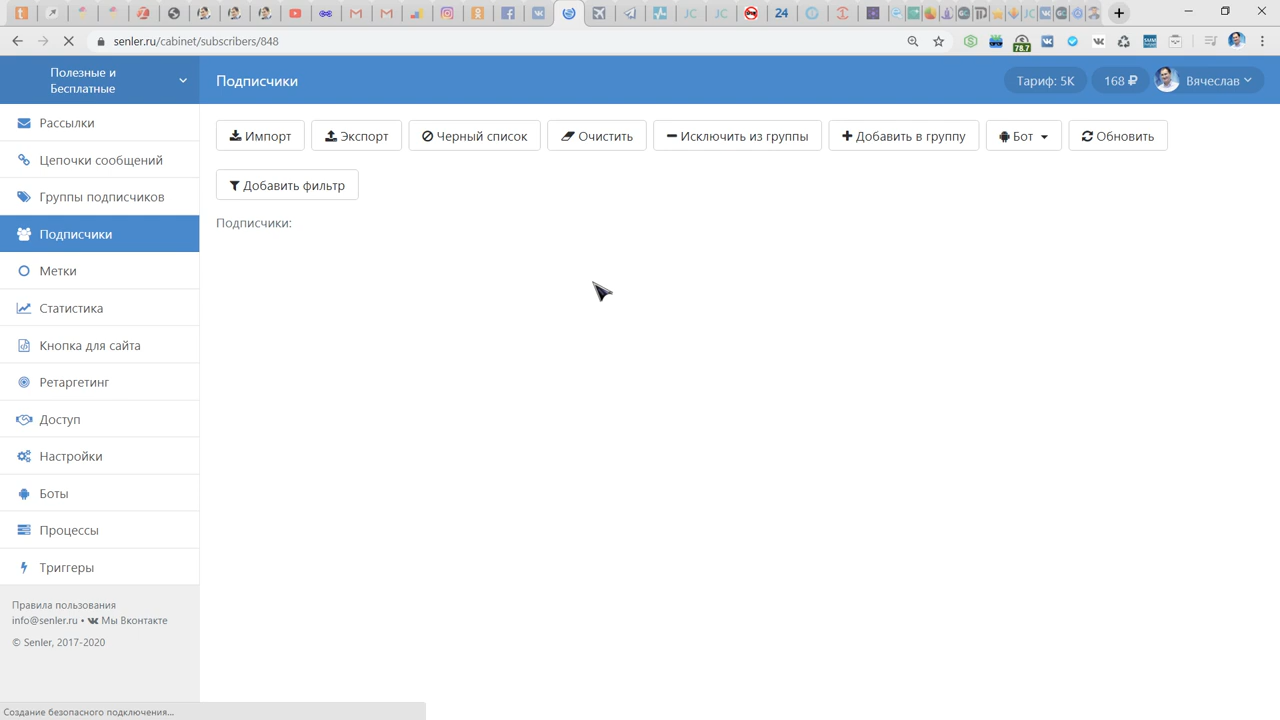 senler.ru/cabinet/subscribers/848
78.7
24
Полезные и
Бесплатные
Подписчики
Тариф: 5K
168 ₽
Вячеслав
Рассылки
Цепочки сообщений
Группы подписчиков
Подписчики
Метки
Статистика
Кнопка для сайта
Ретаргетинг
Доступ
Настройки
Боты
Процессы
Триггеры
Импорт
Экспорт
Черный список
Очистить
Исключить из группы
Добавить в группу
Бот
Обновить
Добавить фильтр
Подписчики:
Правила пользования
info@senler.ru • Мы Вконтакте
© Senler, 2017-2020
Создание безопасного подключения...